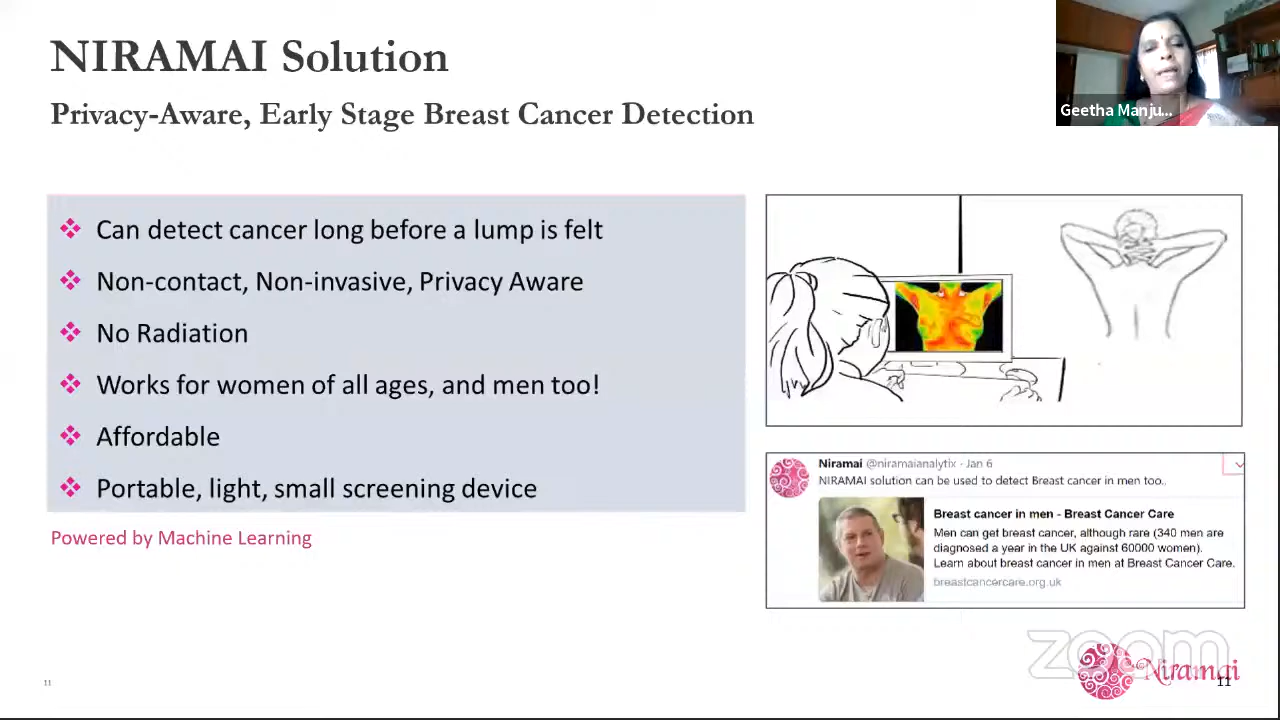 NIRAMAI Solution
Privacy-Aware, Early Stage Breast Cancer Detection
Geetha Manju...
❖ Can detect cancer long before a lump is felt
❖ Non-contact, Non-invasive, Privacy Aware
❖ No Radiation
❖ Works for women of all ages, and men too!
❖ Affordable
❖ Portable, light, small screening device
Powered by Machine Learning
Niramai @niramaianalytix · Jan 6
NIRAMAI solution can be used to detect Breast cancer in men too..
Breast cancer in men - Breast Cancer Care
Men can get breast cancer, although rare (340 men are
diagnosed a year in the UK against 60000 women).
Learn about breast cancer in men at Breast Cancer Care.
breastcancercare.org.uk
zoom
Niramai
11
11